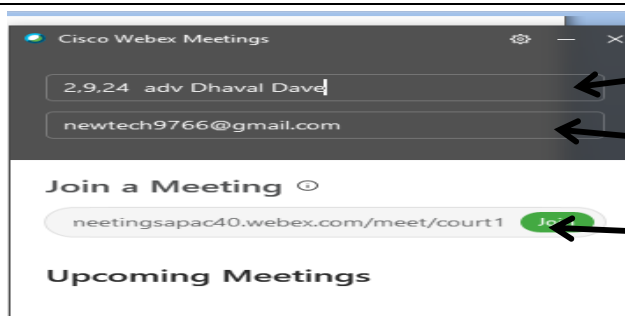 Cisco Webex Meetings
2,9,24 adv Dhaval Dave
newtech9766@gmail.com
Join a Meeting
neetingsapac40.webex.com/meet/court1 Join
Upcoming Meetings